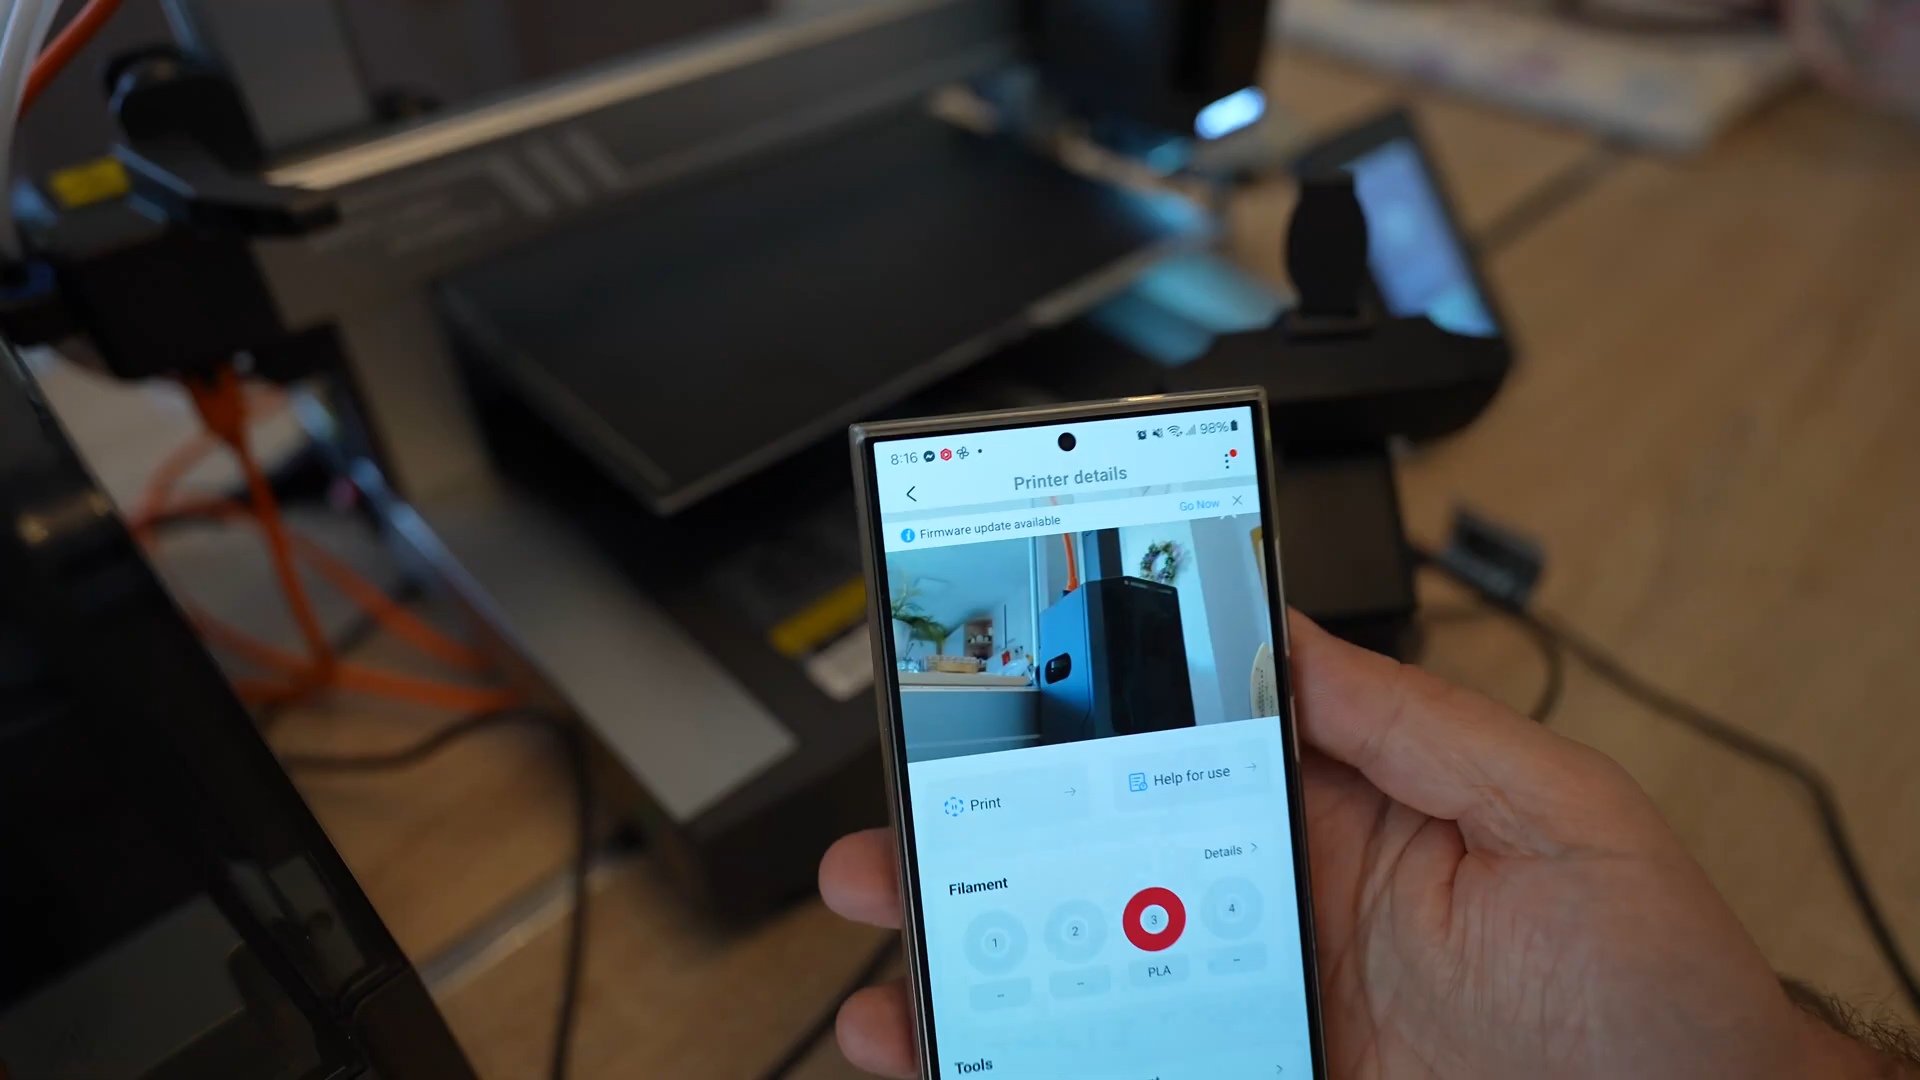 8:16 98%
Printer details
Firmware update available Go Now
Print
Help for use
Details
Filament
1 2 3 4
-- -- PLA --
Tools